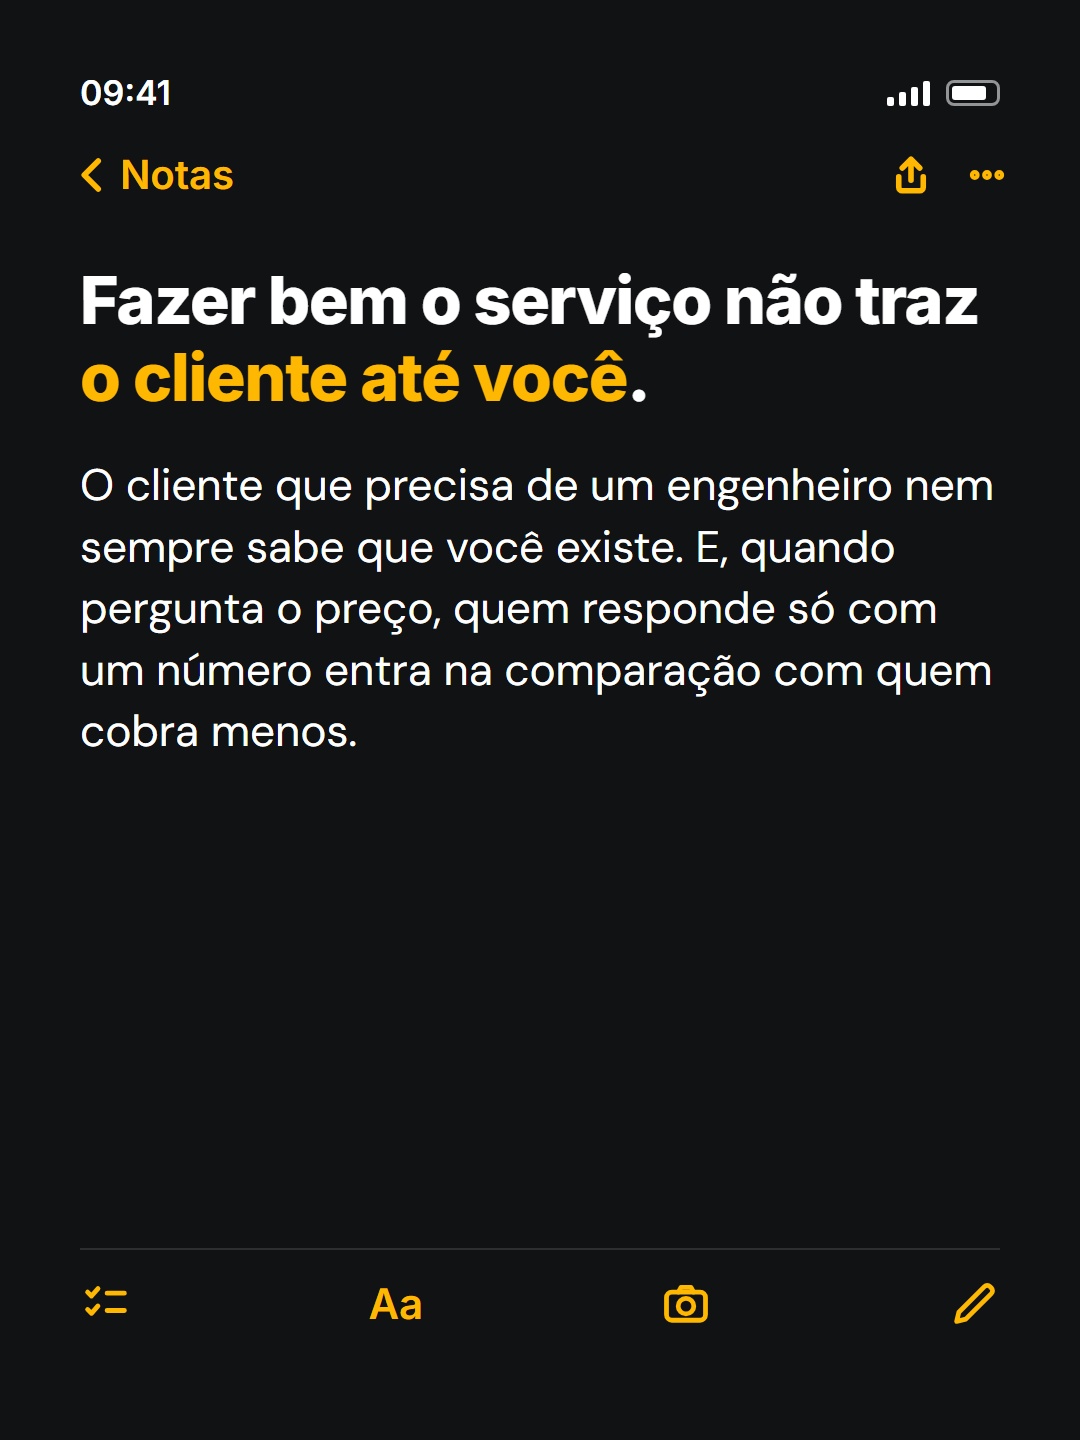 09:41
Notas
Fazer bem o serviço não traz
o cliente até você.
O cliente que precisa de um engenheiro nem
sempre sabe que você existe. E, quando
pergunta o preço, quem responde só com
um número entra na comparação com quem
cobra menos.
Aa